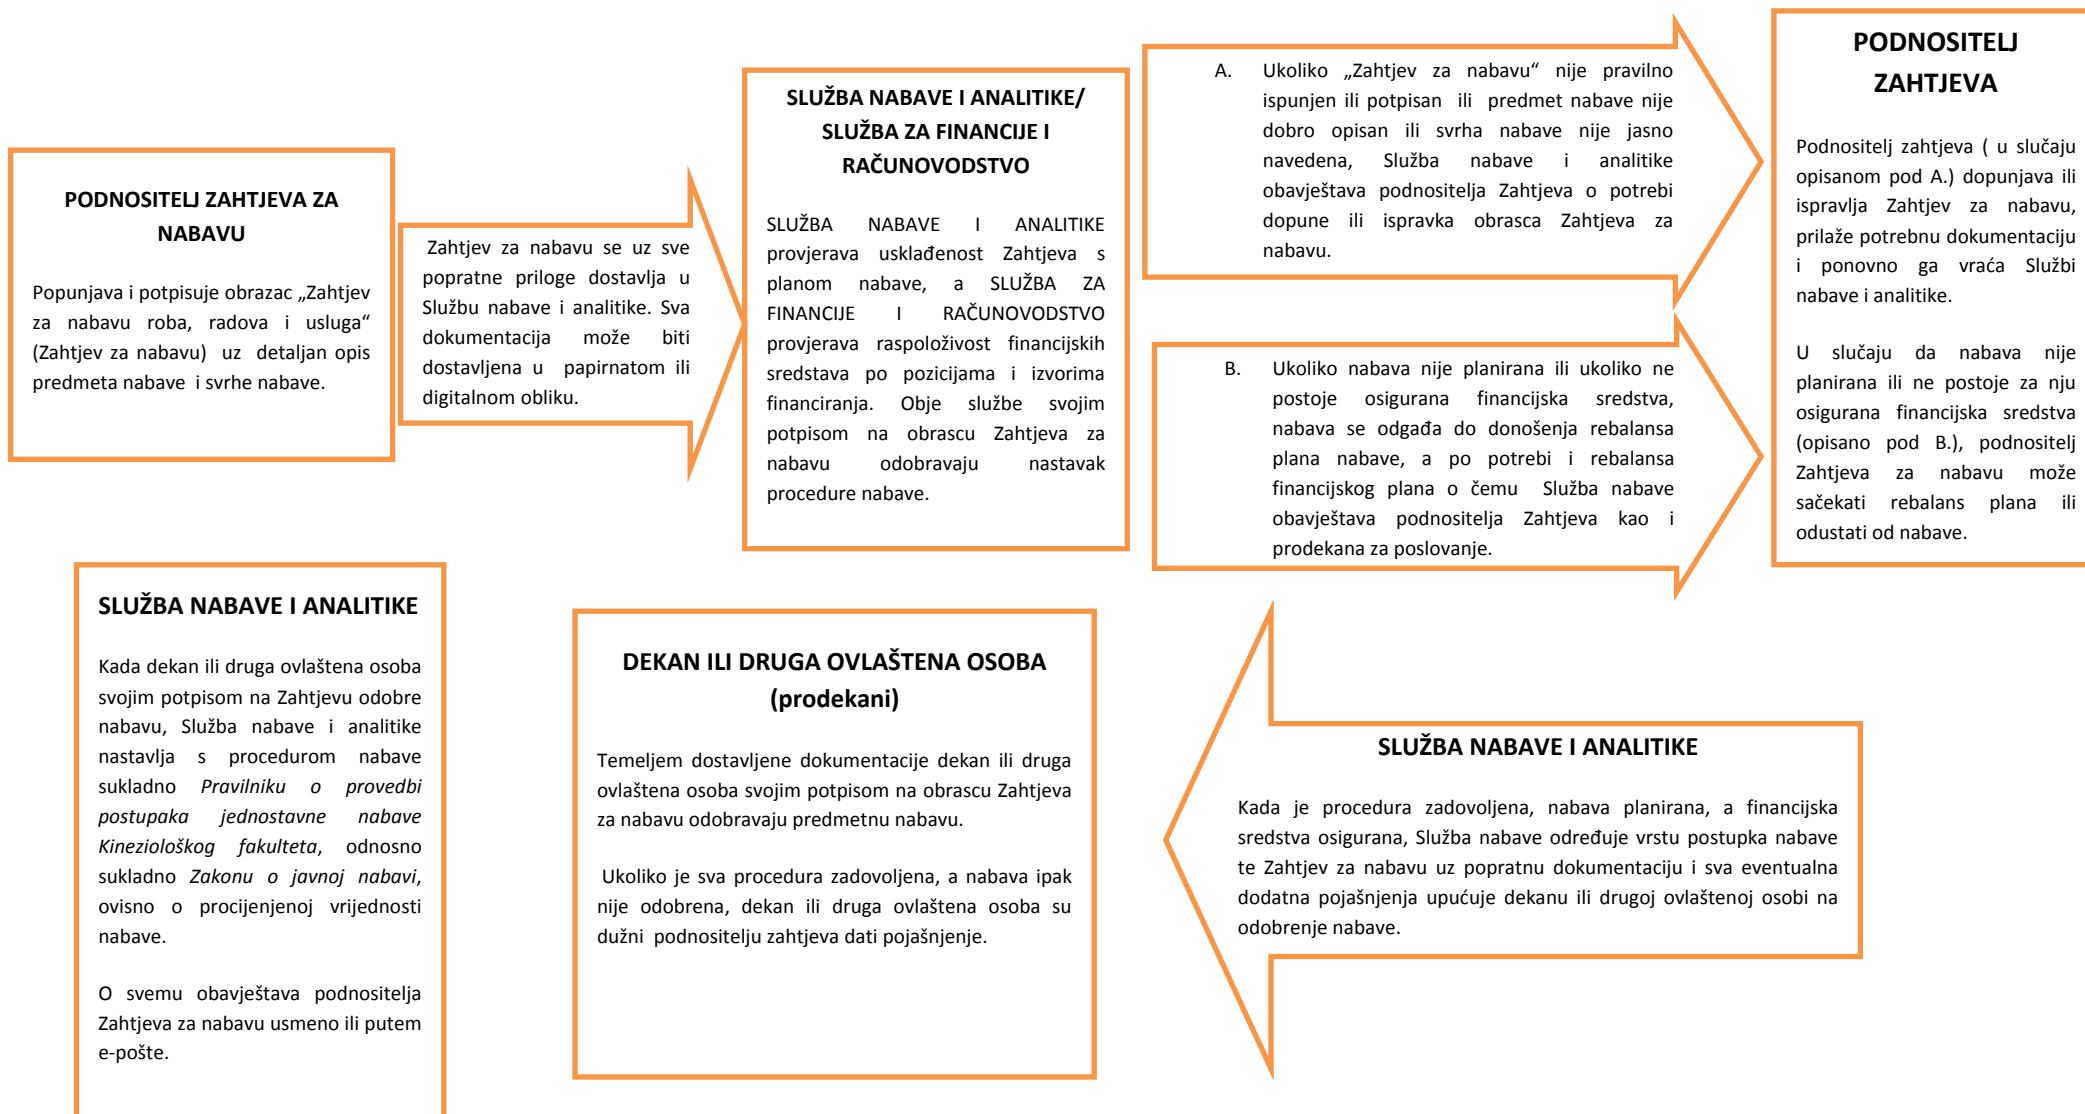 PODNOSITELJ ZAHTJEVA ZA
NABAVU
Popunjava i potpisuje obrazac „Zahtjev
za nabavu roba, radova i usluga“
(Zahtjev za nabavu) uz detaljan opis
predmeta nabave i svrhe nabave.
Zahtjev za nabavu se uz sve
popratne priloge dostavlja u
Službu nabave i analitike. Sva
dokumentacija može biti
dostavljena u papirnatom ili
digitalnom obliku.
SLUŽBA NABAVE I ANALITIKE/
SLUŽBA ZA FINANCIJE I
RAČUNOVODSTVO
SLUŽBA NABAVE I ANALITIKE
provjerava usklađenost Zahtjeva s
planom nabave, a SLUŽBA ZA
FINANCIJE I RAČUNOVODSTVO
provjerava raspoloživost financijskih
sredstava po pozicijama i izvorima
financiranja. Obje službe svojim
potpisom na obrascu Zahtjeva za
nabavu odobravaju nastavak
procedure nabave.
A. Ukoliko „Zahtjev za nabavu“ nije pravilno
ispunjen ili potpisan ili predmet nabave nije
dobro opisan ili svrha nabave nije jasno
navedena, Služba nabave i analitike
obavještava podnositelja Zahtjeva o potrebi
dopune ili ispravka obrasca Zahtjeva za
nabavu.
B. Ukoliko nabava nije planirana ili ukoliko ne
postoje osigurana financijska sredstva,
nabava se odgađa do donošenja rebalansa
plana nabave, a po potrebi i rebalansa
financijskog plana o čemu Služba nabave
obavještava podnositelja Zahtjeva kao i
prodekana za poslovanje.
PODNOSITELJ
ZAHTJEVA
Podnositelj zahtjeva ( u slučaju
opisanom pod A.) dopunjava ili
ispravlja Zahtjev za nabavu,
prilaže potrebnu dokumentaciju
i ponovno ga vraća Službi
nabave i analitike.
U slučaju da nabava nije
planirana ili ne postoje za nju
osigurana financijska sredstva
(opisano pod B.), podnositelj
Zahtjeva za nabavu može
sačekati rebalans plana ili
odustati od nabave.
SLUŽBA NABAVE I ANALITIKE
Kada je procedura zadovoljena, nabava planirana, a financijska
sredstva osigurana, Služba nabave određuje vrstu postupka nabave
te Zahtjev za nabavu uz popratnu dokumentaciju i sva eventualna
dodatna pojašnjenja upućuje dekanu ili drugoj ovlaštenoj osobi na
odobrenje nabave.
DEKAN ILI DRUGA OVLAŠTENA OSOBA
(prodekani)
Temeljem dostavljene dokumentacije dekan ili druga
ovlaštena osoba svojim potpisom na obrascu Zahtjeva
za nabavu odobravaju predmetnu nabavu.
Ukoliko je sva procedura zadovoljena, a nabava ipak
nije odobrena, dekan ili druga ovlaštena osoba su
dužni podnositelju zahtjeva dati pojašnjenje.
SLUŽBA NABAVE I ANALITIKE
Kada dekan ili druga ovlaštena osoba
svojim potpisom na Zahtjevu odobre
nabavu, Služba nabave i analitike
nastavlja s procedurom nabave
sukladno Pravilniku o provedbi
postupaka jednostavne nabave
Kineziološkog fakulteta, odnosno
sukladno Zakonu o javnoj nabavi,
ovisno o procijenjenoj vrijednosti
nabave.
O svemu obavještava podnositelja
Zahtjeva za nabavu usmeno ili putem
e-pošte.